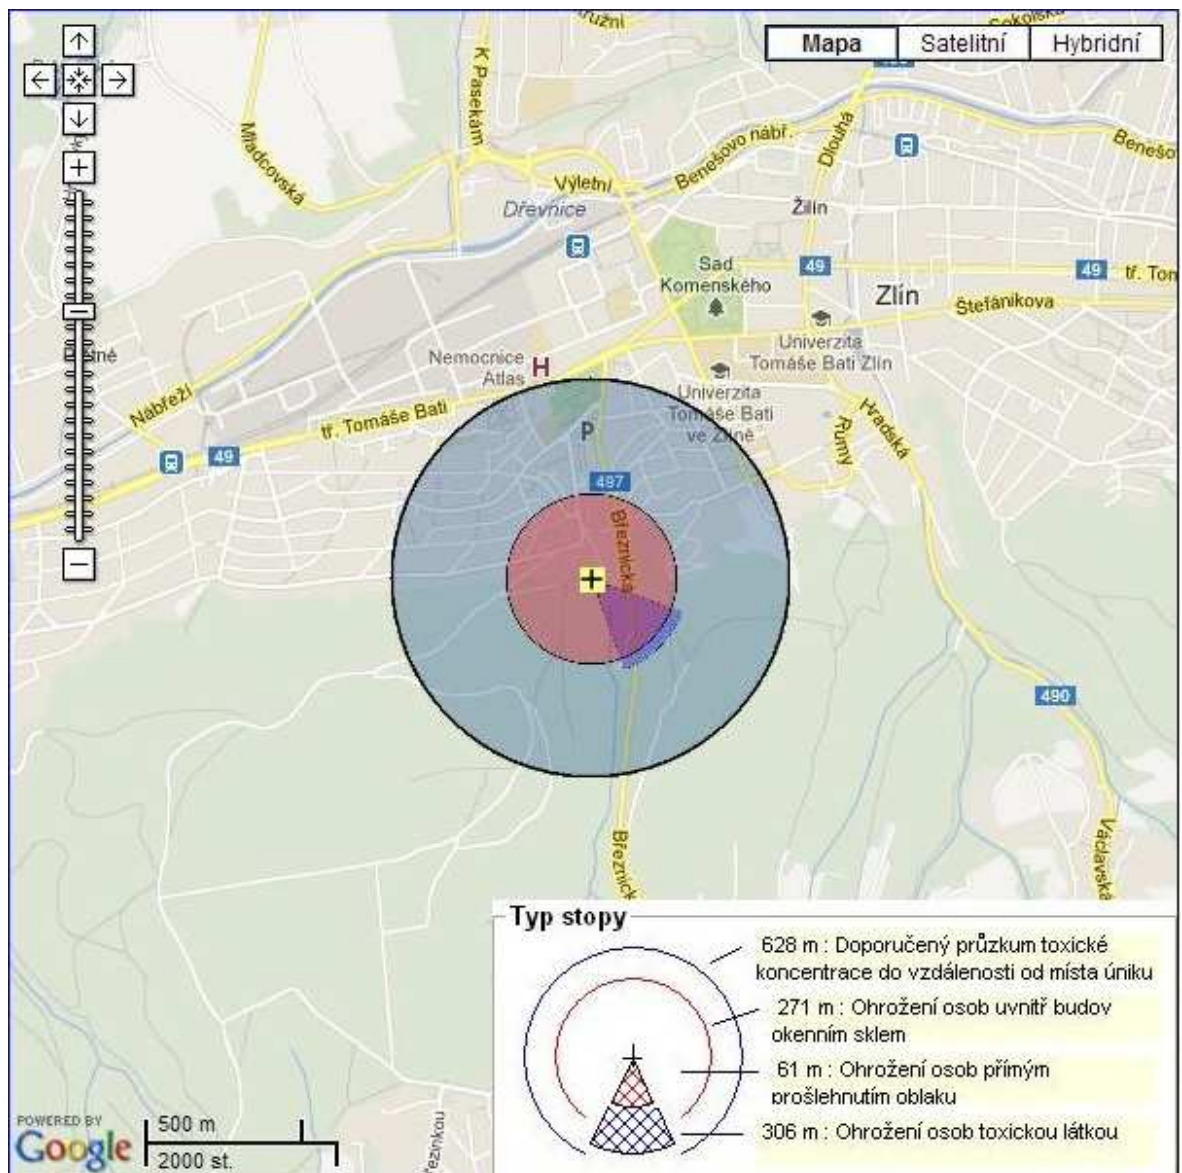 Sokolská
Mapa
Satelitní
Hybridní
K Pasekám
Mladcovská
Dlouhá
Benešovo nábř.
Benešo
Výletní
Dřevnice
Žilín
Sad
Komenského
49
49
tř. Tom
Zlín
Štefánikova
Univerzita
Tomáše Bati Zlín
Nemocnice
Atlas
H
Univerzita
Tomáše Bati
ve Zlíně
Nábřeží
tř. Tomáše Bati
49
P
Rumy
Hradská
497
Březnická
490
Václavská
Březnick
Typ stopy
628 m : Doporučený průzkum toxické
koncentrace do vzdálenosti od místa úniku
271 m : Ohrožení osob uvnitř budov
okenním sklem
61 m : Ohrožení osob přímým
prošlehnutím oblaku
306 m : Ohrožení osob toxickou látkou
POWERED BY
Google
500 m
2000 st.
ezinkou